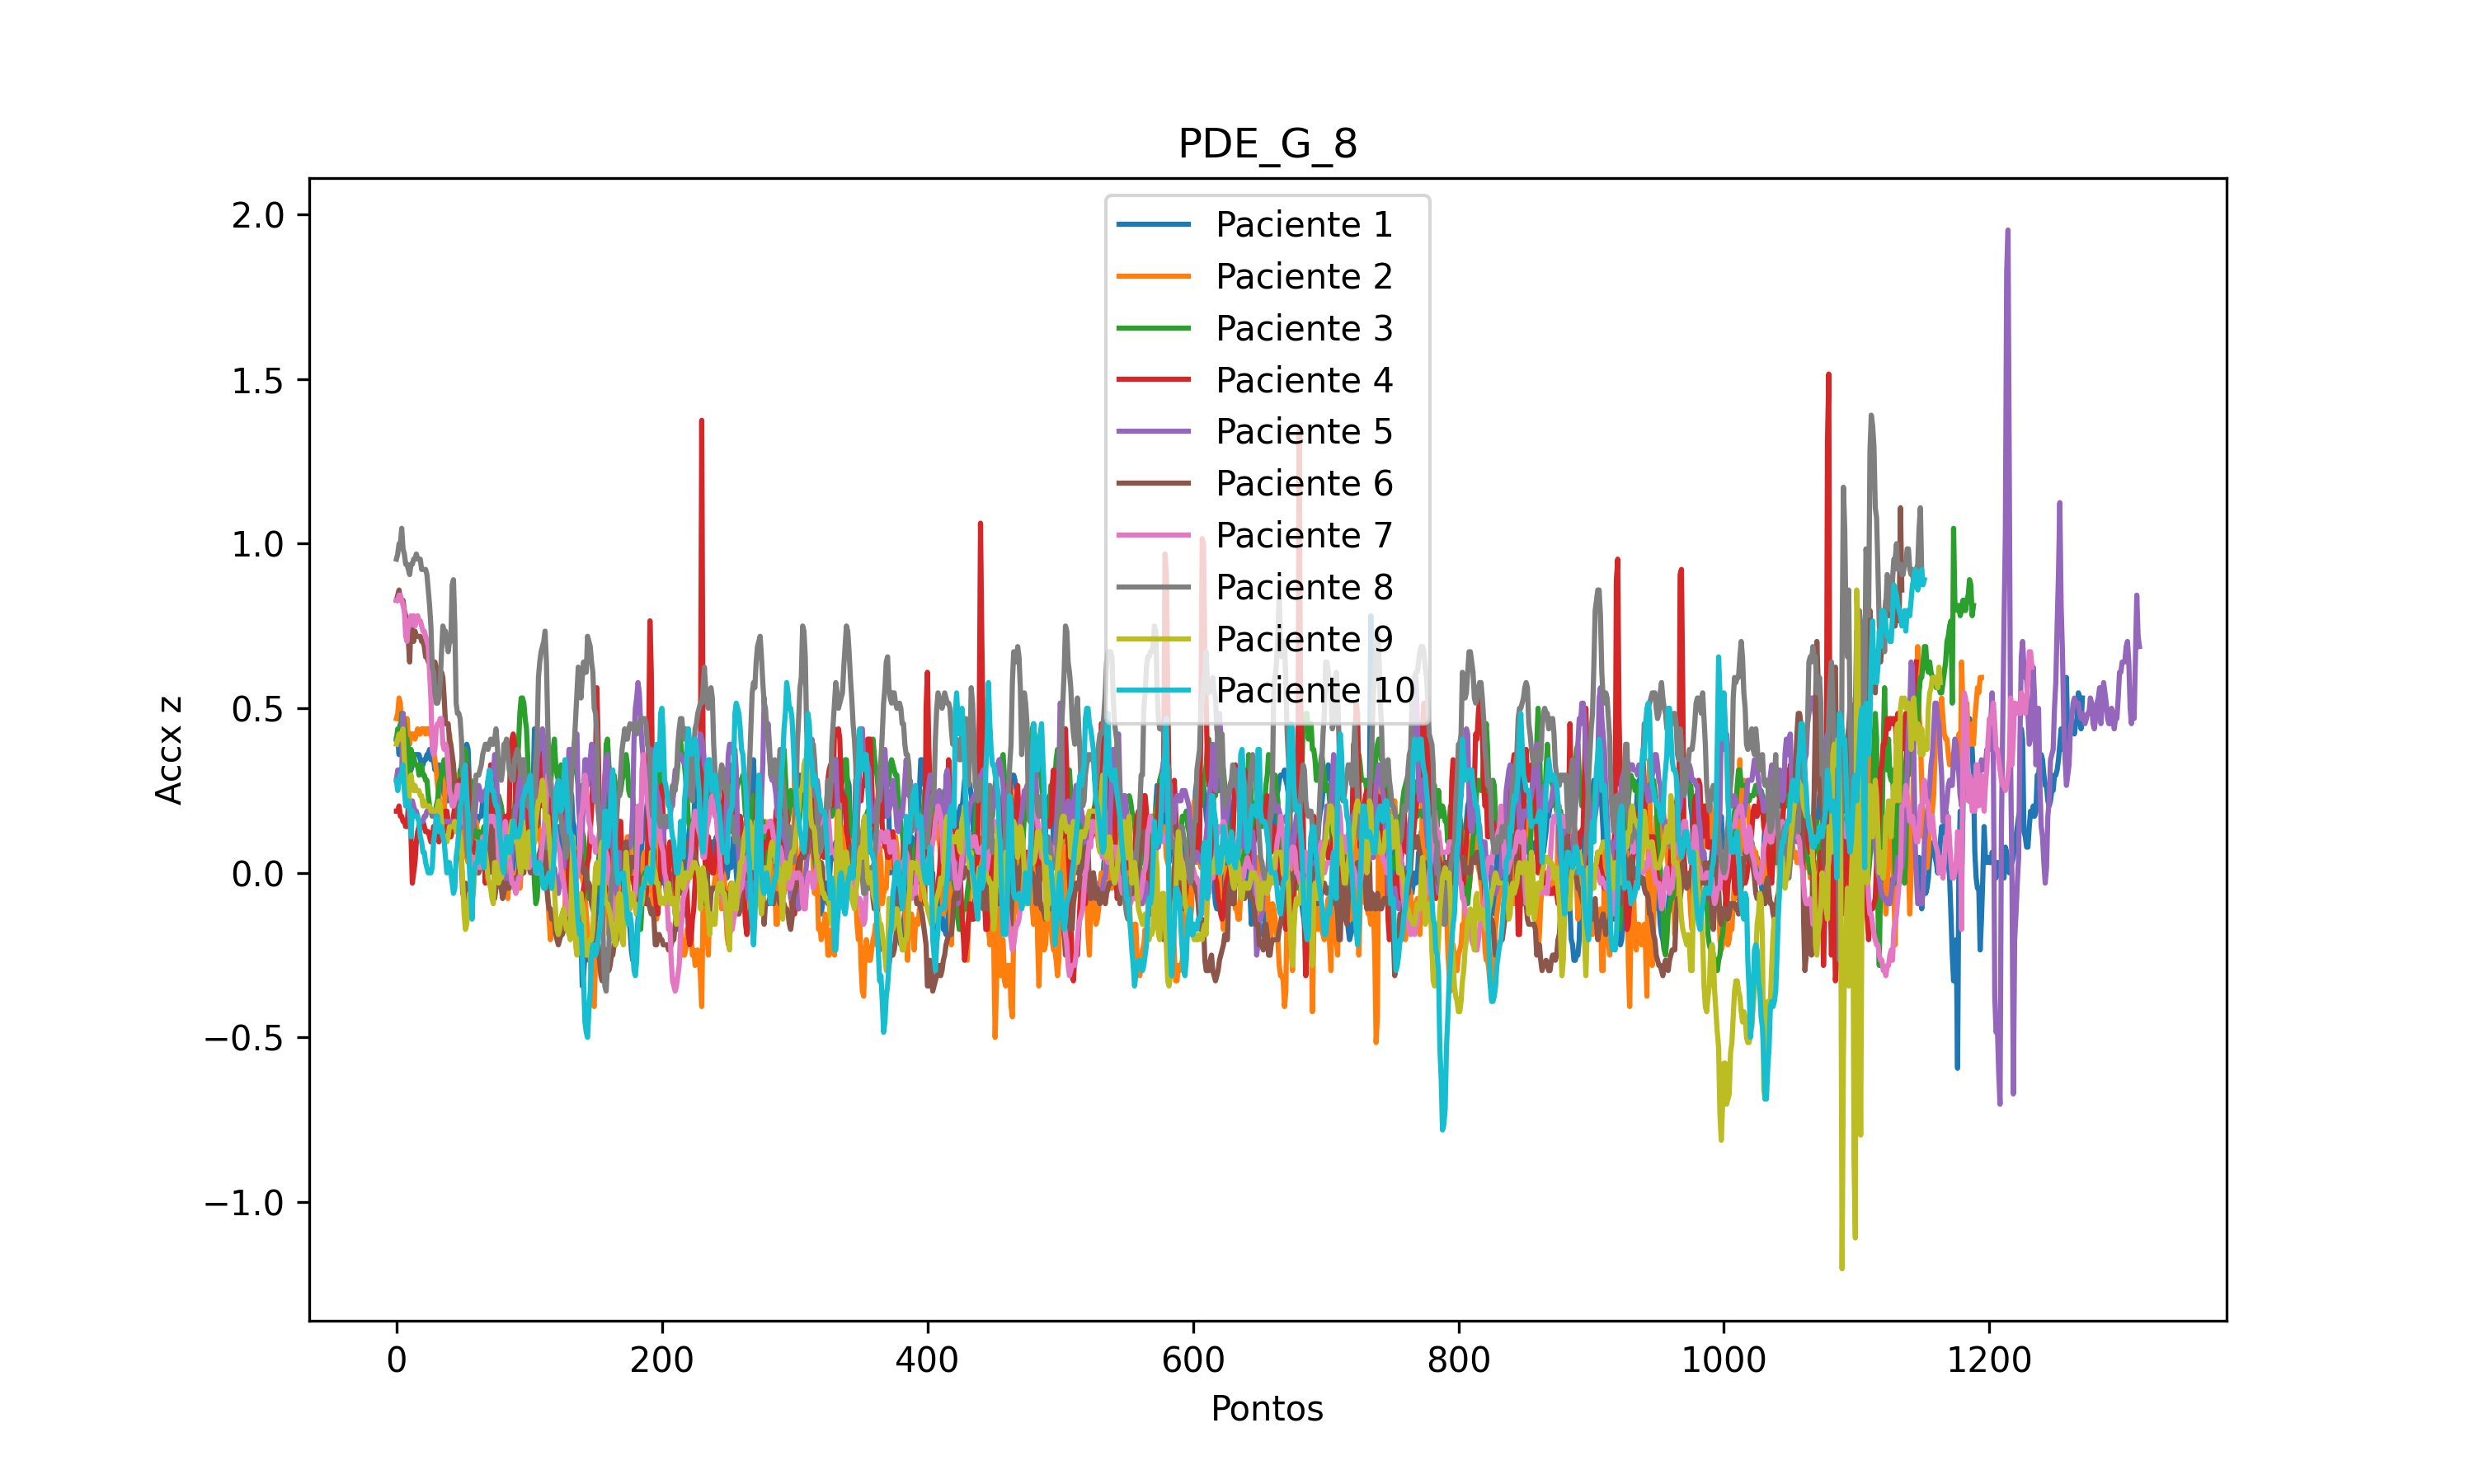 PDE_G_8
Accx z
2.0
1.5
1.0
0.5
0.0
−0.5
−1.0
Paciente 1
Paciente 2
Paciente 3
Paciente 4
Paciente 5
Paciente 6
Paciente 7
Paciente 8
Paciente 9
Paciente 10
0 200 400 600 800 1000 1200
Pontos